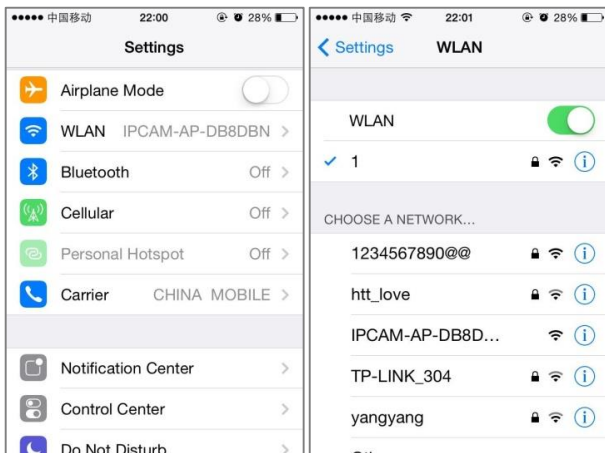 中国移动 22:00 28%
Settings
Airplane Mode
WLAN IPCAM-AP-DB8DBN
Bluetooth Off
Cellular Off
Personal Hotspot Off
Carrier CHINA MOBILE
Notification Center
Control Center
Do Not Disturb
中国移动 22:01 28%
Settings WLAN
WLAN
1
CHOOSE A NETWORK...
1234567890@@
htt_love
IPCAM-AP-DB8D...
TP-LINK_304
yangyang